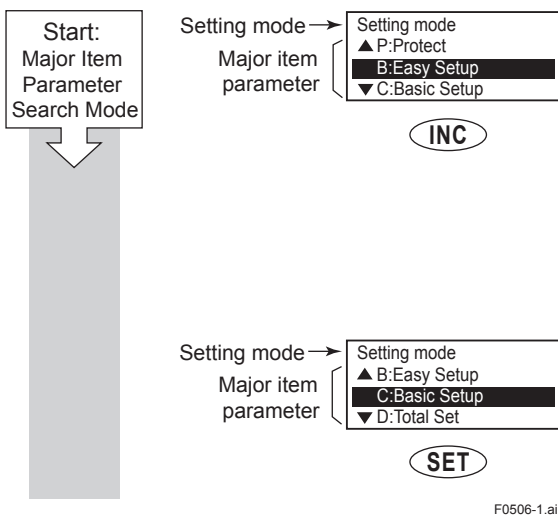 Start:
Major Item
Parameter
Search Mode
Setting mode
Major item
parameter
Setting mode
▲ P:Protect
B:Easy Setup
▼ C:Basic Setup
INC
Setting mode
Major item
parameter
Setting mode
▲ B:Easy Setup
C:Basic Setup
▼ D:Total Set
SET
F0506-1.ai